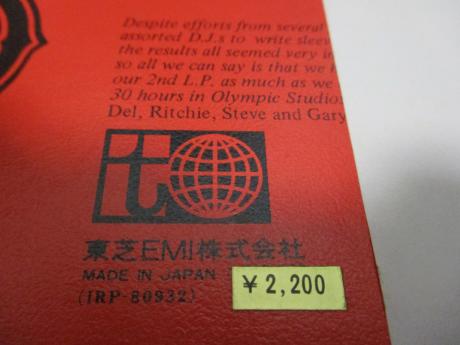 Despite efforts from several
assorted D.J.s to write
the results all seemed very
so all we can say is that we
our 2nd L.P. as much as we
30 hours in Olympic Studios
Del, Ritchie, Steve and Gary
it
東芝EMI株式会社
MADE IN JAPAN
(IRP-80932)
¥2,200